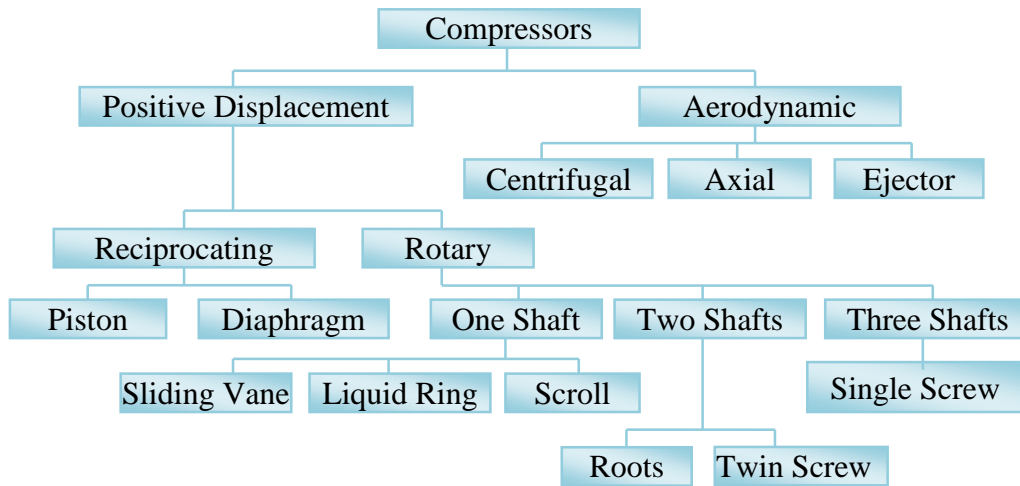 Compressors
Positive Displacement
Aerodynamic
Centrifugal
Axial
Ejector
Reciprocating
Rotary
Piston
Diaphragm
One Shaft
Two Shafts
Three Shafts
Sliding Vane
Liquid Ring
Scroll
Single Screw
Roots
Twin Screw